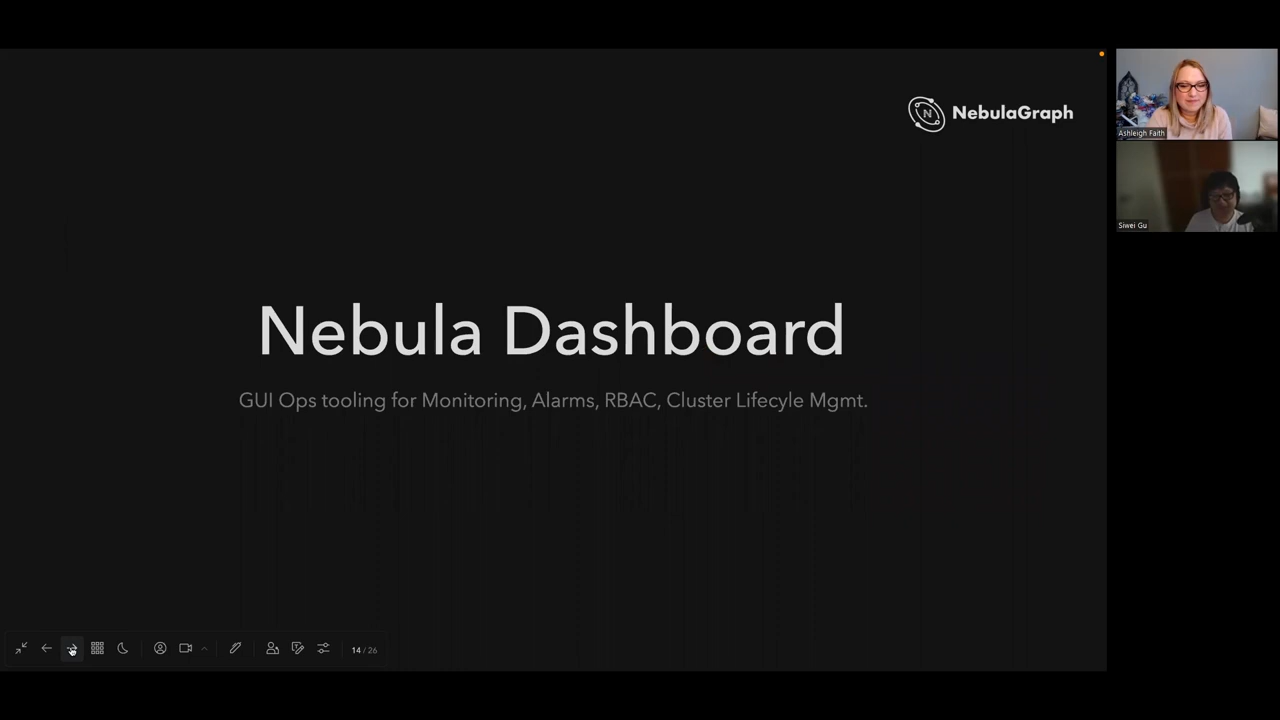 NebulaGraph
Nebula Dashboard
GUI Ops tooling for Monitoring, Alarms, RBAC, Cluster Lifecyle Mgmt.
14 / 26
Ashleigh Faith
Siwei Gu